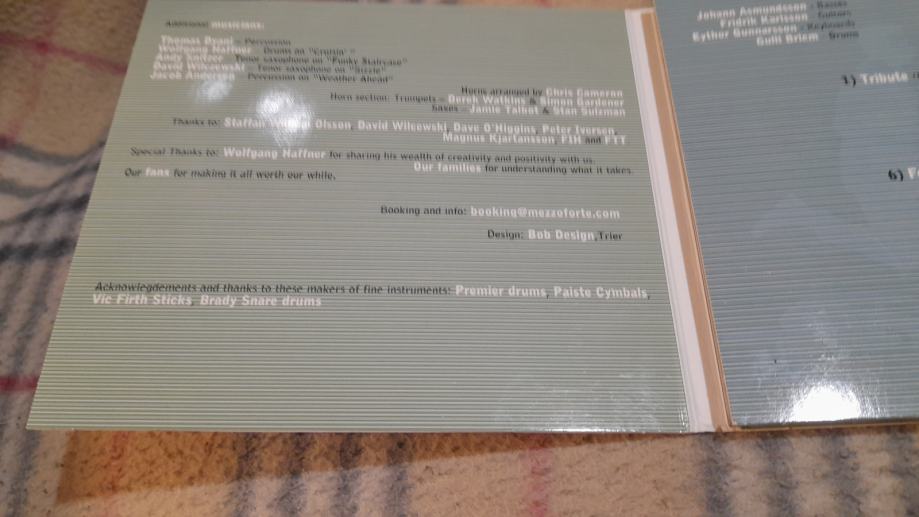 Additional musicians:
Thomas Dyani - Percussion
Wolfgang Haffner - Drums on "Cruisin'"
Andy Snitzer - Tenor saxophone on "Funky Staircase"
David Wilczewski - Tenor saxophone on "Sizzle"
Jacob Andersen - Percussion on "Weather Ahead"
Horns arranged by Chris Cameron
Horn section: Trumpets - Derek Watkins & Simon Gardener
Saxes - Jamie Talbot & Stan Sulzman
Thanks to: Staffan Olsson, David Wilcewski, Dave O'Higgins, Peter Iversen,
Magnus Kjartansson, FIH and FTT
Special Thanks to: Wolfgang Haffner for sharing his wealth of creativity and positivity with us.
Our families for understanding what it takes.
Our fans for making it all worth our while.
Booking and info: booking@mezzoforte.com
Design: Bob Design, Trier
Acknowlegdements and thanks to these makers of fine instruments: Premier drums, Paiste Cymbals,
Vic Firth Sticks, Brady Snare drums
Johann Asmundsson - Basses
Fridrik Karlsson - Guitars
Eythor Gunnarsson - Keyboards
Gulli Briem - Drums
1) Tribute
6)